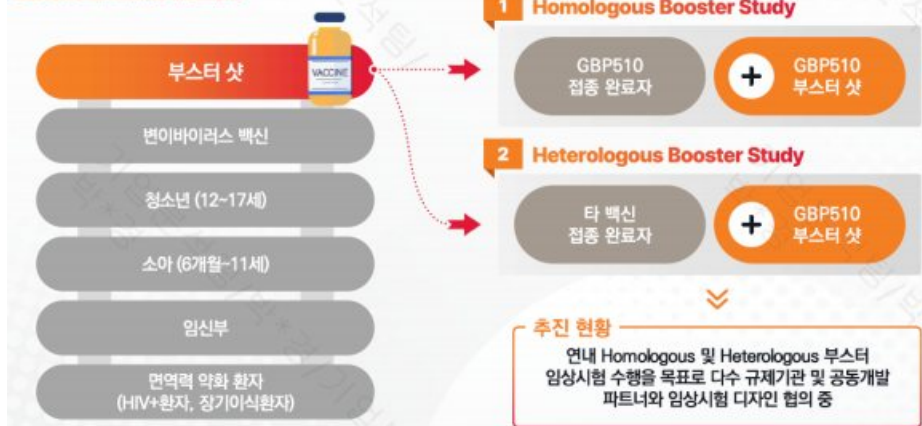 부스터 샷
VACCINE
변이바이러스 백신
청소년 (12~17세)
소아 (6개월~11세)
임신부
면역력 약화 환자
(HIV+환자, 장기이식환자)
1 Homologous Booster Study
GBP510
접종 완료자
+
GBP510
부스터 샷
2 Heterologous Booster Study
타 백신
접종 완료자
+
GBP510
부스터 샷
추진 현황
연내 Homologous 및 Heterologous 부스터
임상시험 수행을 목표로 다수 규제기관 및 공동개발
파트너와 임상시험 디자인 협의 중